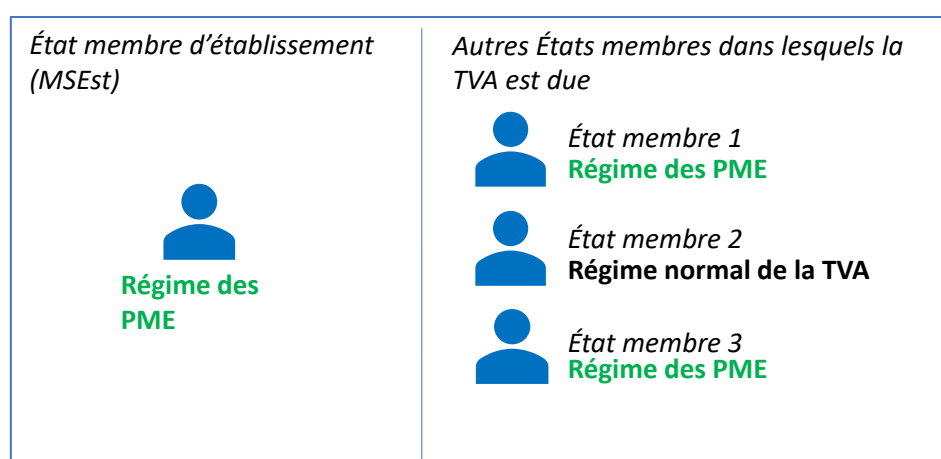 État membre d'établissement
(MSEst)
Régime des
PME
Autres États membres dans lesquels la
TVA est due
État membre 1
Régime des PME
État membre 2
Régime normal de la TVA
État membre 3
Régime des PME